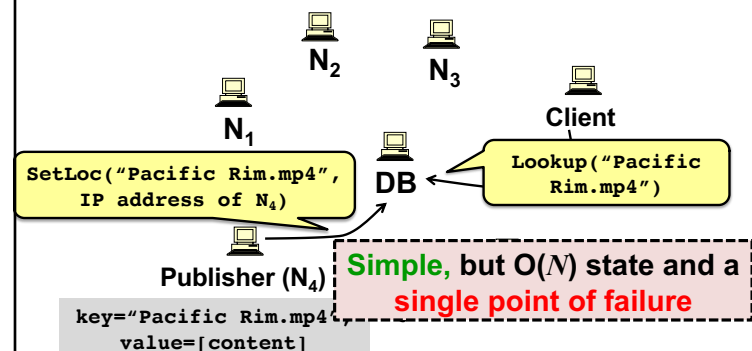 N2
N3
N1
Client
SetLoc("Pacific Rim.mp4",
IP address of N4)
DB
Lookup("Pacific
Rim.mp4")
Publisher (N4)
Simple, but O(N) state and a
single point of failure
key="Pacific Rim.mp4",
value=[content]